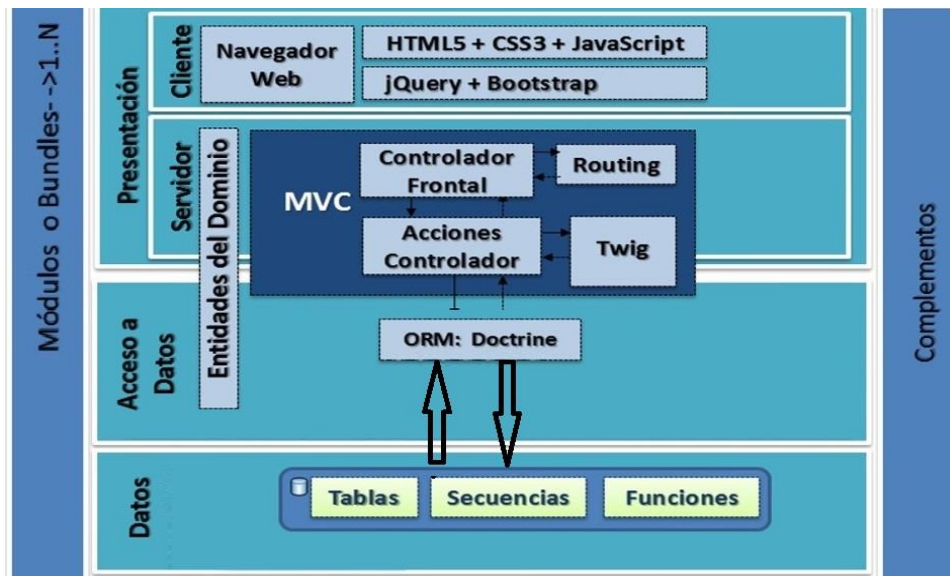 Módulos o Bundles- ->1..N
Presentación
Cliente
Navegador
Web
HTML5 + CSS3 + JavaScript
jQuery + Bootstrap
Servidor
Entidades del Dominio
MVC
Controlador
Frontal
Routing
Acciones
Controlador
Twig
Acceso a
Datos
ORM: Doctrine
Datos
Tablas
Secuencias
Funciones
Complementos